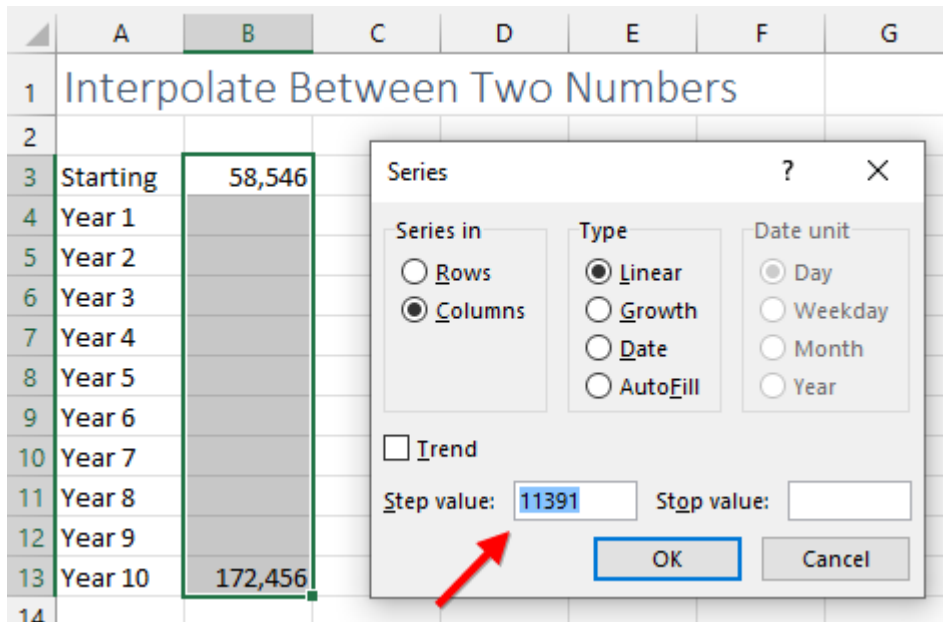 A B C D E F G
1 Interpolate Between Two Numbers
2
3 Starting 58,546
4 Year 1
5 Year 2
6 Year 3
7 Year 4
8 Year 5
9 Year 6
10 Year 7
11 Year 8
12 Year 9
13 Year 10 172,456
14
Series ? X
Series in Type Date unit
Rows Linear Day
Columns Growth Weekday
Date Month
AutoFill Year
Trend
Step value: 11391 Stop value:
OK Cancel